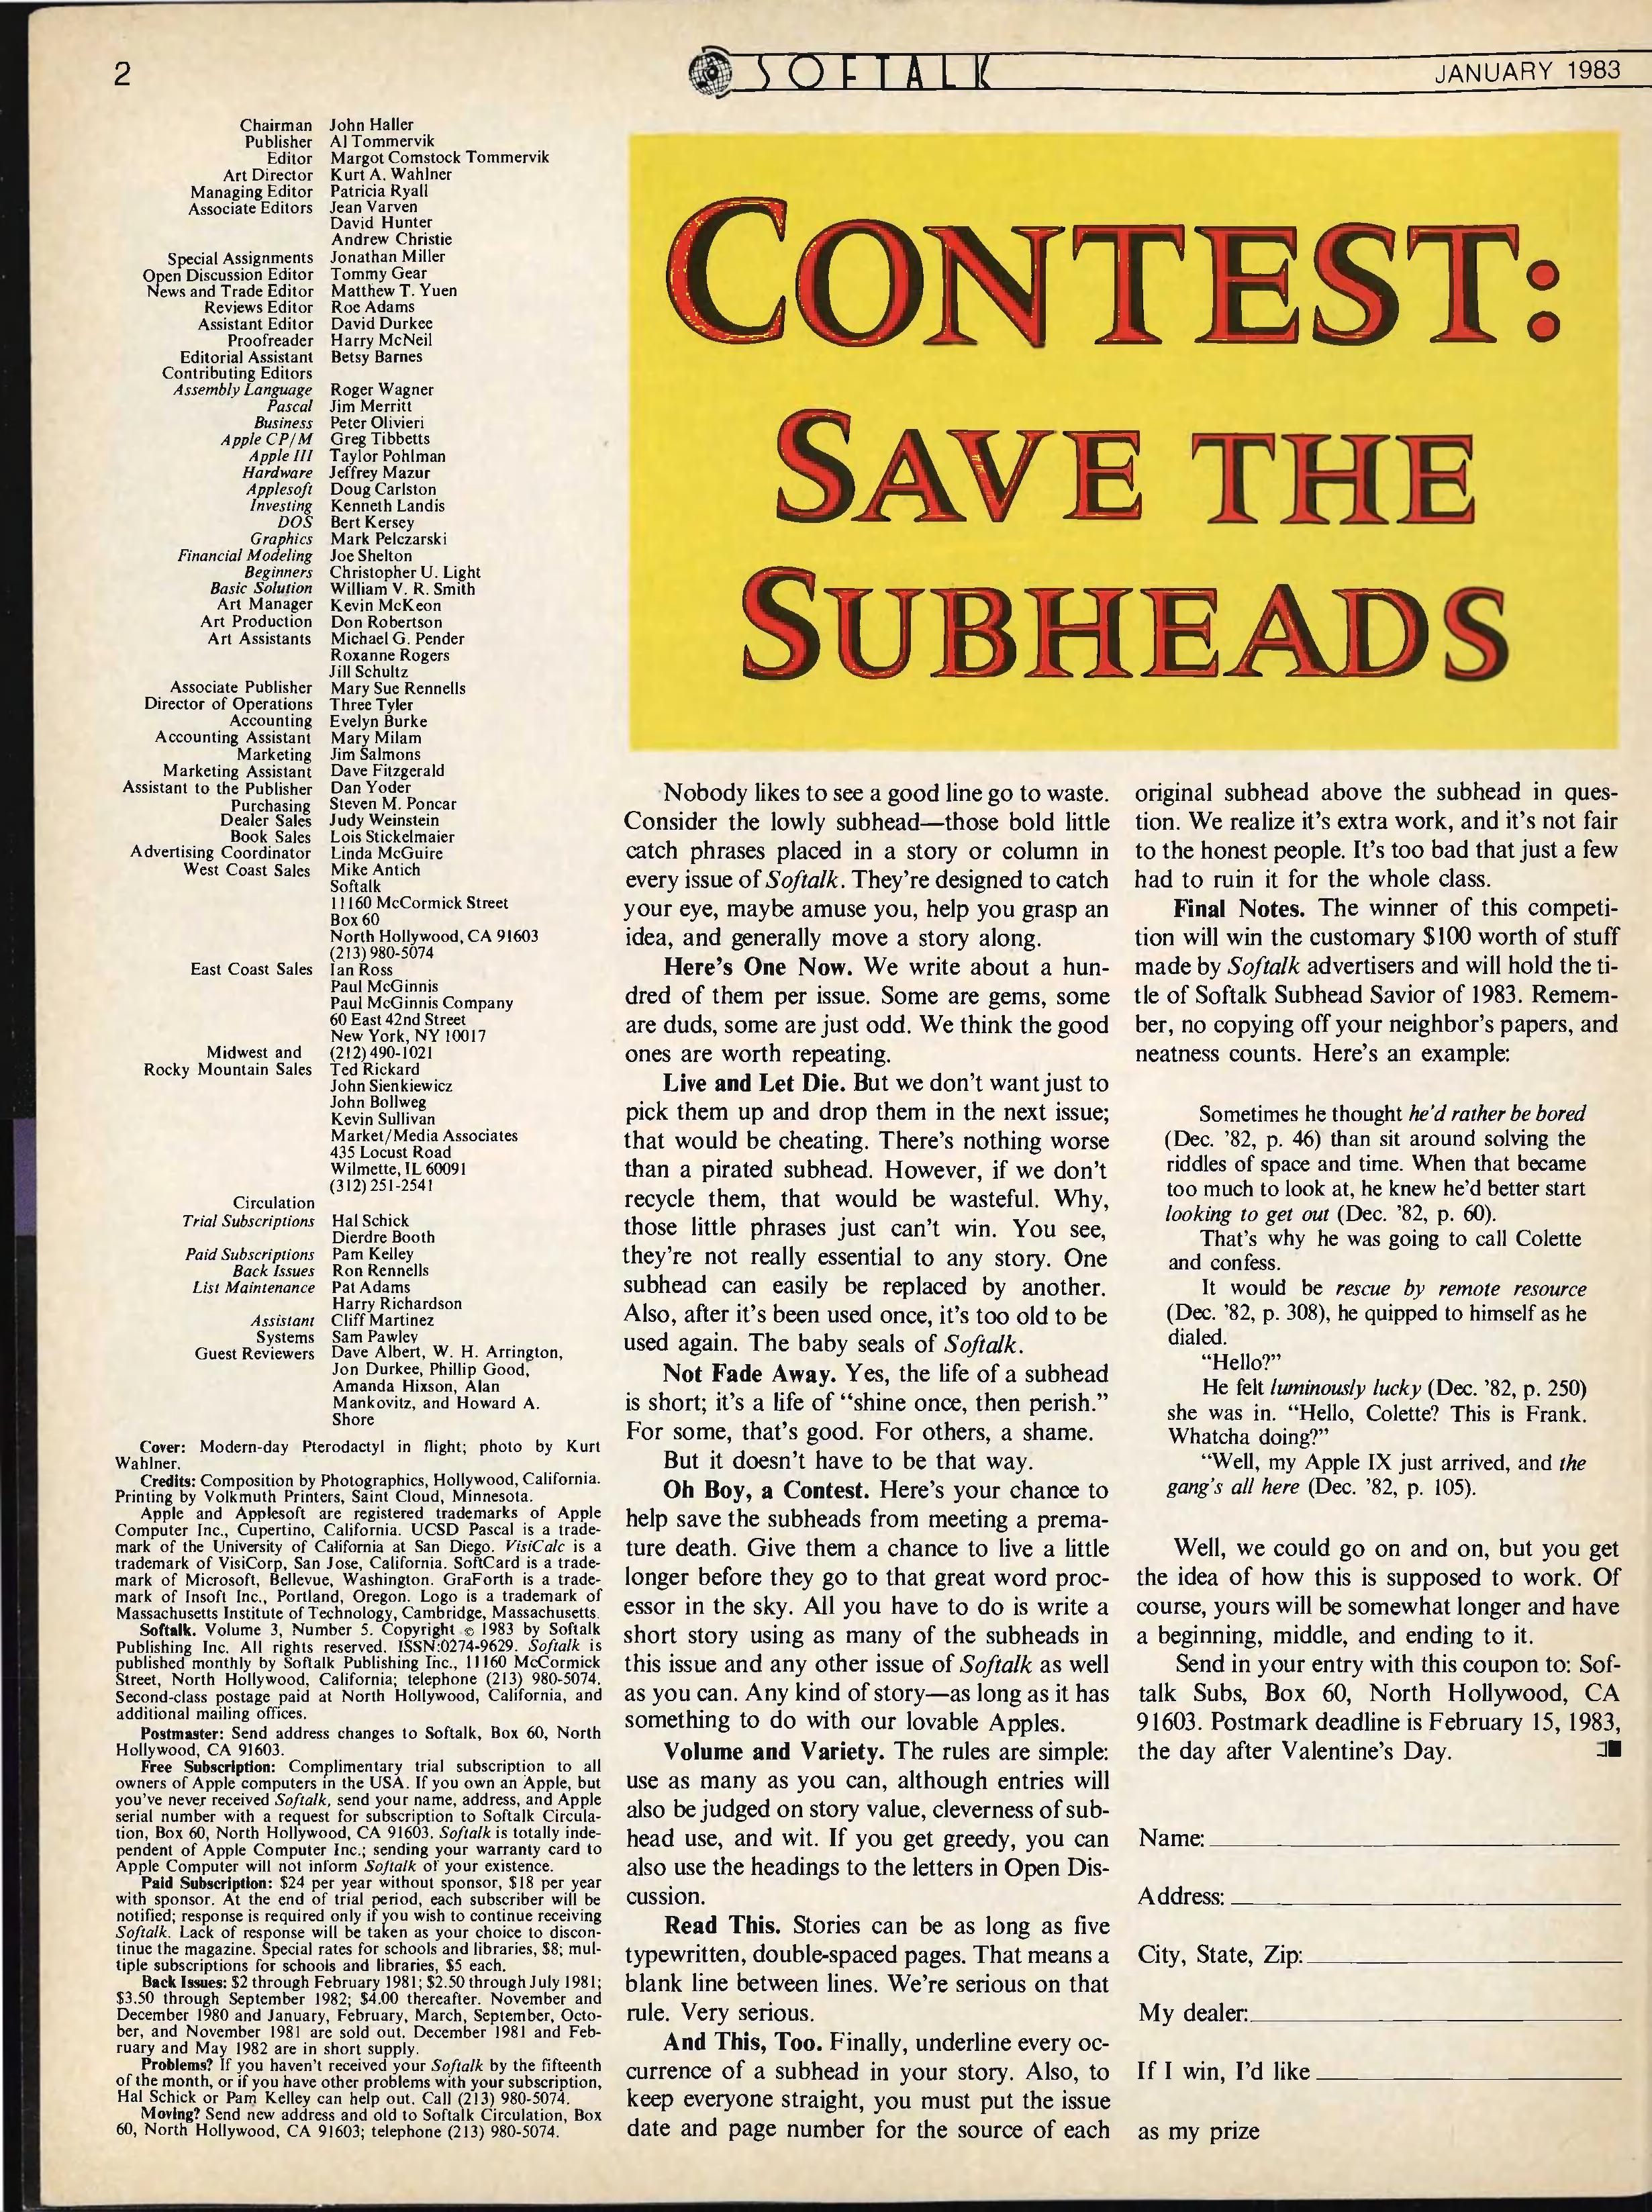 2
SOFTALK
JANUARY 1983
Chairman John Haller
Publisher Al Tommervik
Editor Margot Comstock Tommervik
Art Director Kurt A. Wahlner
Managing Editor Patricia Ryall
Associate Editors Jean Varven
David Hunter
Andrew Christie
Special Assignments Jonathan Miller
Open Discussion Editor Tommy Gear
News and Trade Editor Matthew T. Yuen
Reviews Editor Roe Adams
Assistant Editor David Durkee
Proofreader Harry McNeil
Editorial Assistant Betsy Barnes
Contributing Editors
Assembly Language Roger Wagner
Pascal Jim Merritt
Business Peter Olivieri
Apple CP/M Greg Tibbetts
Apple III Taylor Pohlman
Hardware Jeffrey Mazur
Applesoft Doug Carlston
Investing Kenneth Landis
DOS Bert Kersey
Graphics Mark Pelczarski
Financial Modeling Joe Shelton
Beginners Christopher U. Light
Basic Solution William V. R. Smith
Art Manager Kevin McKeon
Art Production Don Robertson
Art Assistants Michael G. Pender
Roxanne Rogers
Jill Schultz
Associate Publisher Mary Sue Rennells
Director of Operations Three Tyler
Accounting Evelyn Burke
Accounting Assistant Mary Milam
Marketing Jim Salmons
Marketing Assistant Dave Fitzgerald
Assistant to the Publisher Dan Yoder
Purchasing Steven M. Poncar
Dealer Sales Judy Weinstein
Book Sales Lois Stickelmaier
Advertising Coordinator Linda McGuire
West Coast Sales Mike Antich
Softalk
11160 McCormick Street
Box 60
North Hollywood, CA 91603
(213) 980-5074
East Coast Sales Ian Ross
Paul McGinnis
Paul McGinnis Company
60 East 42nd Street
New York, NY 10017
Midwest and (212) 490-1021
Rocky Mountain Sales Ted Rickard
John Sienkiewicz
John Bollweg
Kevin Sullivan
Market/Media Associates
435 Locust Road
Wilmette, IL 60091
(312) 251-2541
Circulation
Trial Subscriptions Hal Schick
Dierdre Booth
Paid Subscriptions Pam Kelley
Back Issues Ron Rennells
List Maintenance Pat Adams
Harry Richardson
Assistant Cliff Martinez
Systems Sam Pawley
Guest Reviewers Dave Albert, W. H. Arrington,
Jon Durkee, Phillip Good,
Amanda Hixson, Alan
Mankovitz, and Howard A.
Shore
Cover: Modern-day Pterodactyl in flight; photo by Kurt
Wahlner.
Credits: Composition by Photographics, Hollywood, California.
Printing by Volkmuth Printers, Saint Cloud, Minnesota.
Apple and Applesoft are registered trademarks of Apple
Computer Inc., Cupertino, California. UCSD Pascal is a trade-
mark of the University of California at San Diego. VisiCalc is a
trademark of VisiCorp, San Jose, California. SoftCard is a trade-
mark of Microsoft, Bellevue, Washington. GraForth is a trade-
mark of Insoft Inc., Portland, Oregon. Logo is a trademark of
Massachusetts Institute of Technology, Cambridge, Massachusetts.
Softalk. Volume 3, Number 5. Copyright © 1983 by Softalk
Publishing Inc. All rights reserved. ISSN:0274-9629. Softalk is
published monthly by Softalk Publishing Inc., 11160 McCormick
Street, North Hollywood, California; telephone (213) 980-5074.
Second-class postage paid at North Hollywood, California, and
additional mailing offices.
Postmaster: Send address changes to Softalk, Box 60, North
Hollywood, CA 91603.
Free Subscription: Complimentary trial subscription to all
owners of Apple computers in the USA. If you own an Apple, but
you've never received Softalk, send your name, address, and Apple
serial number with a request for subscription to Softalk Circula-
tion, Box 60, North Hollywood, CA 91603. Softalk is totally inde-
pendent of Apple Computer Inc.; sending your warranty card to
Apple Computer will not inform Softalk of your existence.
Paid Subscription: $24 per year without sponsor, $18 per year
with sponsor. At the end of trial period, each subscriber will be
notified; response is required only if you wish to continue receiving
Softalk. Lack of response will be taken as your choice to discon-
tinue the magazine. Special rates for schools and libraries, $8; mul-
tiple subscriptions for schools and libraries, $5 each.
Back Issues: $2 through February 1981; $2.50 through July 1981;
$3.50 through September 1982; $4.00 thereafter. November and
December 1980 and January, February, March, September, Octo-
ber, and November 1981 are sold out. December 1981 and Feb-
ruary and May 1982 are in short supply.
Problems? If you haven't received your Softalk by the fifteenth
of the month, or if you have other problems with your subscription,
Hal Schick or Pam Kelley can help out. Call (213) 980-5074.
Moving? Send new address and old to Softalk Circulation, Box
60, North Hollywood, CA 91603; telephone (213) 980-5074.
CONTEST:
SAVE THE
SUBHEADS
Nobody likes to see a good line go to waste.
Consider the lowly subhead—those bold little
catch phrases placed in a story or column in
every issue of Softalk. They're designed to catch
your eye, maybe amuse you, help you grasp an
idea, and generally move a story along.
Here's One Now. We write about a hun-
dred of them per issue. Some are gems, some
are duds, some are just odd. We think the good
ones are worth repeating.
Live and Let Die. But we don't want just to
pick them up and drop them in the next issue;
that would be cheating. There's nothing worse
than a pirated subhead. However, if we don't
recycle them, that would be wasteful. Why,
those little phrases just can't win. You see,
they're not really essential to any story. One
subhead can easily be replaced by another.
Also, after it's been used once, it's too old to be
used again. The baby seals of Softalk.
Not Fade Away. Yes, the life of a subhead
is short; it's a life of "shine once, then perish."
For some, that's good. For others, a shame.
But it doesn't have to be that way.
Oh Boy, a Contest. Here's your chance to
help save the subheads from meeting a prema-
ture death. Give them a chance to live a little
longer before they go to that great word proc-
essor in the sky. All you have to do is write a
short story using as many of the subheads in
this issue and any other issue of Softalk as well
as you can. Any kind of story—as long as it has
something to do with our lovable Apples.
Volume and Variety. The rules are simple:
use as many as you can, although entries will
also be judged on story value, cleverness of sub-
head use, and wit. If you get greedy, you can
also use the headings to the letters in Open Dis-
cussion.
Read This. Stories can be as long as five
typewritten, double-spaced pages. That means a
blank line between lines. We're serious on that
rule. Very serious.
And This, Too. Finally, underline every oc-
currence of a subhead in your story. Also, to
keep everyone straight, you must put the issue
date and page number for the source of each
original subhead above the subhead in ques-
tion. We realize it's extra work, and it's not fair
to the honest people. It's too bad that just a few
had to ruin it for the whole class.
Final Notes. The winner of this competi-
tion will win the customary $100 worth of stuff
made by Softalk advertisers and will hold the ti-
tle of Softalk Subhead Savior of 1983. Remem-
ber, no copying off your neighbor's papers, and
neatness counts. Here's an example:
Sometimes he thought he'd rather be bored
(Dec. '82, p. 46) than sit around solving the
riddles of space and time. When that became
too much to look at, he knew he'd better start
looking to get out (Dec. '82, p. 60).
That's why he was going to call Colette
and confess.
It would be rescue by remote resource
(Dec. '82, p. 308), he quipped to himself as he
dialed.
"Hello?"
He felt luminously lucky (Dec. '82, p. 250)
she was in. "Hello, Colette? This is Frank.
Whatcha doing?"
"Well, my Apple IX just arrived, and the
gang's all here (Dec. '82, p. 105).
Well, we could go on and on, but you get
the idea of how this is supposed to work. Of
course, yours will be somewhat longer and have
a beginning, middle, and ending to it.
Send in your entry with this coupon to: Sof-
talk Subs, Box 60, North Hollywood, CA
91603. Postmark deadline is February 15, 1983,
the day after Valentine's Day.
Name:
Address:
City, State, Zip:
My dealer:
If I win, I'd like
as my prize